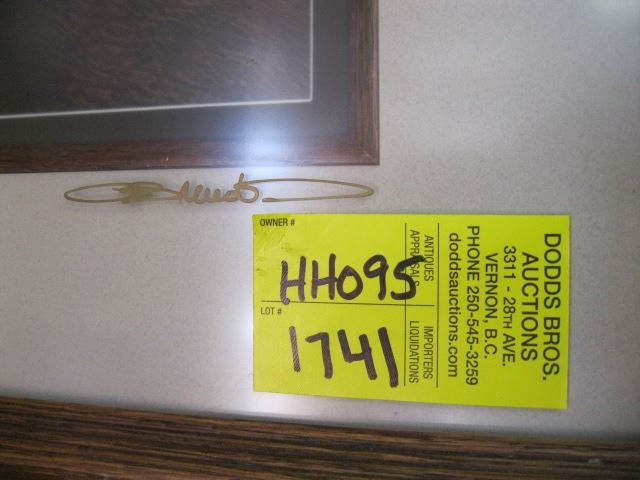 OWNER #
HH095
LOT #
1741
ANTIQUES
APPRAISALS
IMPORTERS
LIQUIDATIONS
DODDS BROS.
AUCTIONS
3311 - 28TH AVE.,
VERNON, B.C.
PHONE 250-545-3259
doddsauctions.com